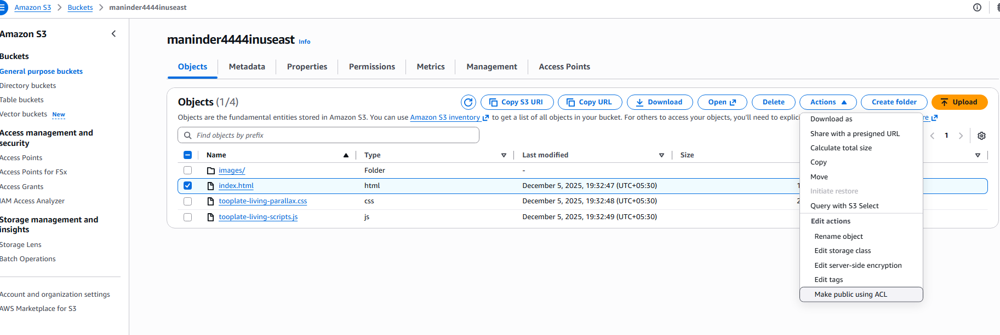 Amazon S3 > Buckets > maninder4444inuseast
Amazon S3
Buckets
General purpose buckets
Directory buckets
Table buckets
Vector buckets New
Access management and
security
Access Points
Access Points for FSx
Access Grants
IAM Access Analyzer
Storage management and
insights
Storage Lens
Batch Operations
Account and organization settings
AWS Marketplace for S3
maninder4444inuseast Info
Objects Metadata Properties Permissions Metrics Management Access Points
Objects (1/4) Copy S3 URI Copy URL Download Open Delete Actions Create folder Upload
Objects are the fundamental entities stored in Amazon S3. You can use Amazon S3 inventory to get a list of all objects in your bucket. For others to access your objects, you'll need to explici re
Find objects by prefix 1
Name Type Last modified Size
images/ Folder -
index.html html December 5, 2025, 19:32:47 (UTC+05:30) 1
tooplate-living-parallax.css css December 5, 2025, 19:32:48 (UTC+05:30) 2
tooplate-living-scripts.js js December 5, 2025, 19:32:49 (UTC+05:30)
Download as
Share with a presigned URL
Calculate total size
Copy
Move
Initiate restore
Query with S3 Select
Edit actions
Rename object
Edit storage class
Edit server-side encryption
Edit tags
Make public using ACL